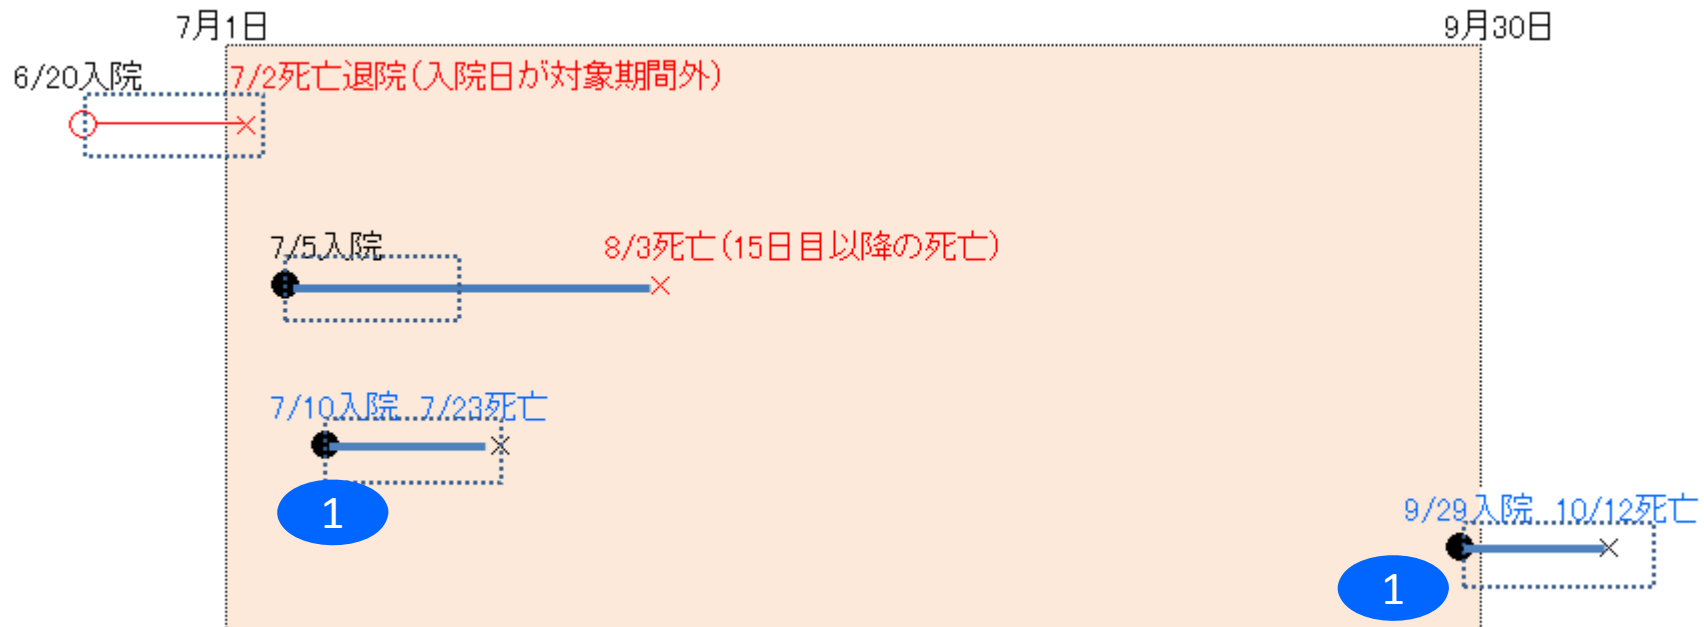 7月1日
9月30日
6/20入院
7/2死亡退院(入院日が対象期間外)
7/5入院
8/3死亡(15日目以降の死亡)
7/10入院 7/23死亡
1
9/29入院 10/12死亡
1